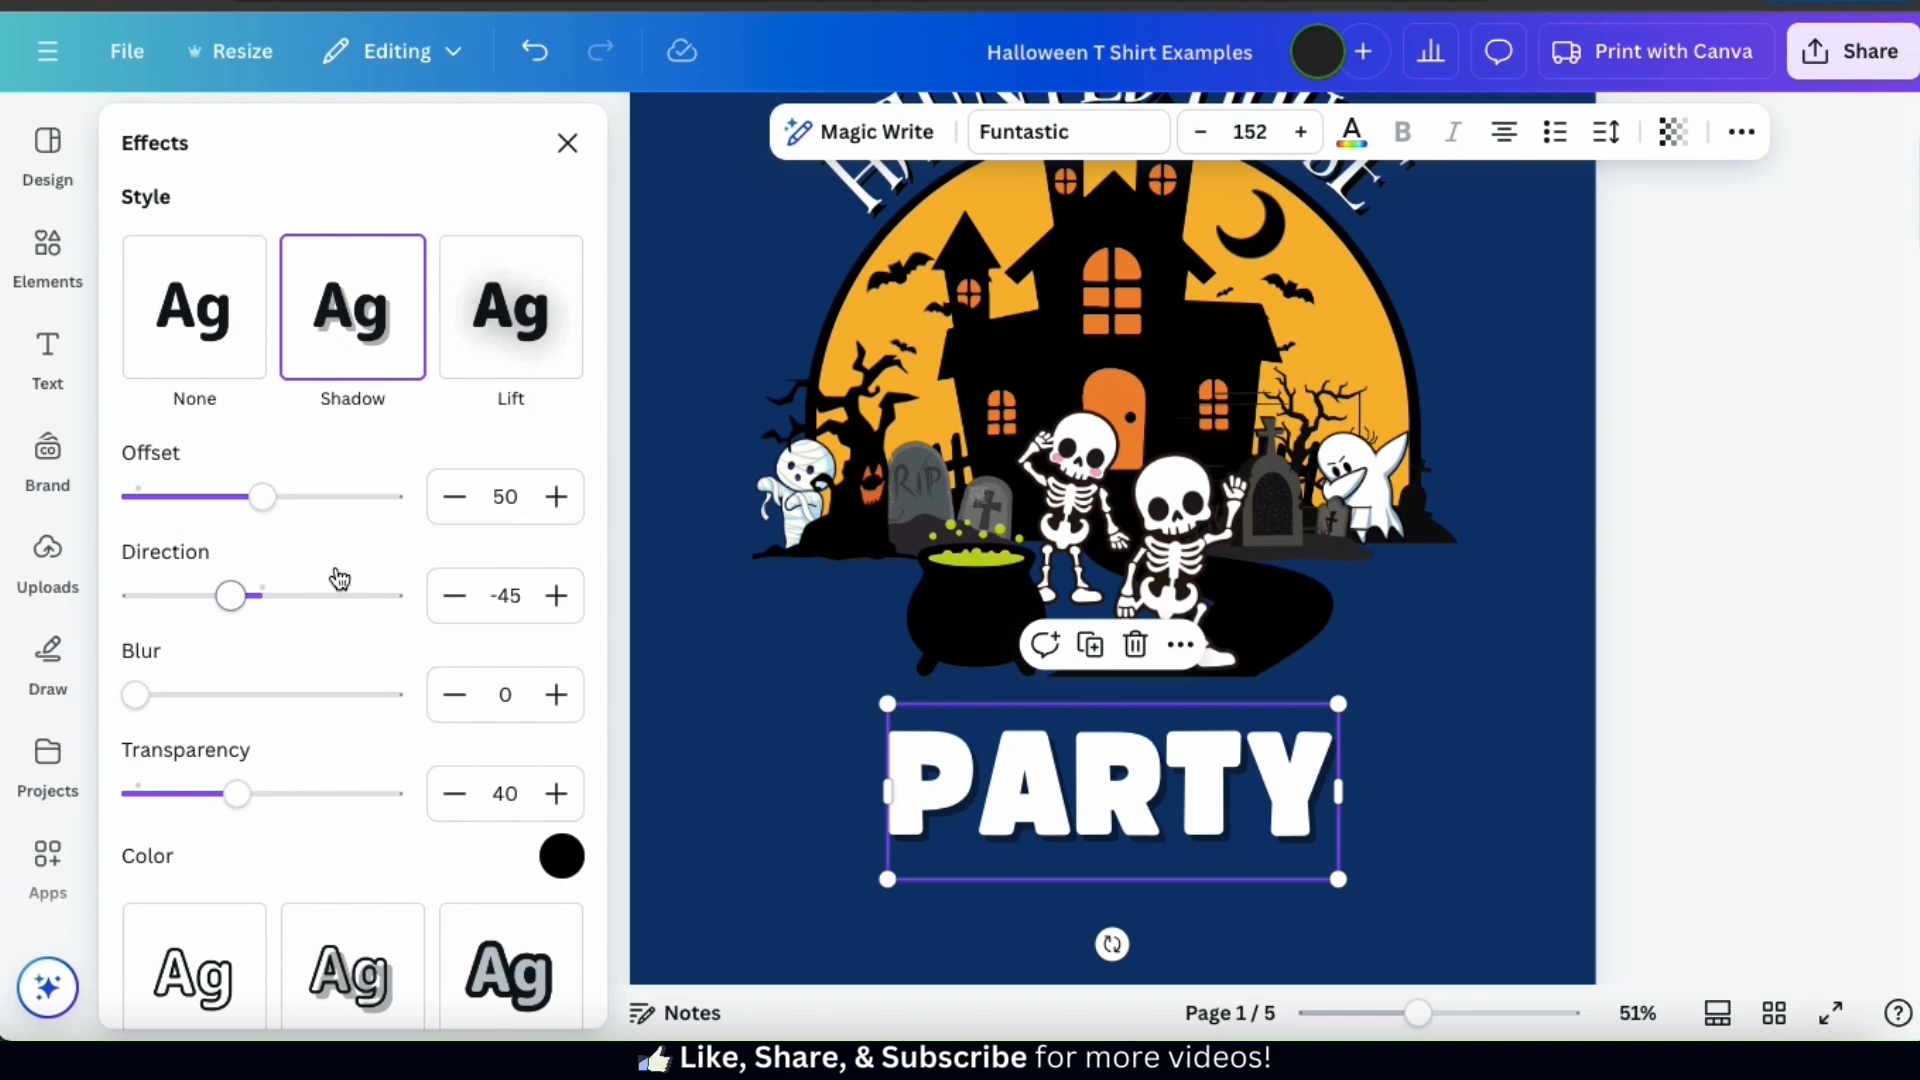 File
Resize
Editing
Halloween T Shirt Examples
Print with Canva
Share
Design
Elements
Text
Brand
Uploads
Draw
Projects
Apps
Effects
Style
Ag
Ag
Ag
None
Shadow
Lift
Offset
50
Direction
-45
Blur
0
Transparency
40
Color
Ag
Ag
Ag
Magic Write
Funtastic
152
A
B
I
RIP
PARTY
Notes
Page 1 / 5
51%
Like, Share, & Subscribe for more videos!